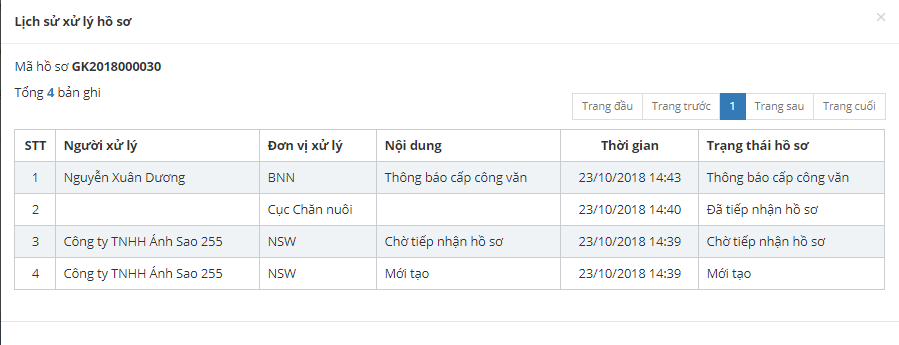 Lịch sử xử lý hồ sơ ×
Mã hồ sơ GK2018000030
Tổng 4 bản ghi
Trang đầu Trang trước 1 Trang sau Trang cuối
STT Người xử lý Đơn vị xử lý Nội dung Thời gian Trạng thái hồ sơ
1 Nguyễn Xuân Dương BNN Thông báo cấp công văn 23/10/2018 14:43 Thông báo cấp công văn
2 Cục Chăn nuôi 23/10/2018 14:40 Đã tiếp nhận hồ sơ
3 Công ty TNHH Ánh Sao 255 NSW Chờ tiếp nhận hồ sơ 23/10/2018 14:39 Chờ tiếp nhận hồ sơ
4 Công ty TNHH Ánh Sao 255 NSW Mới tạo 23/10/2018 14:39 Mới tạo